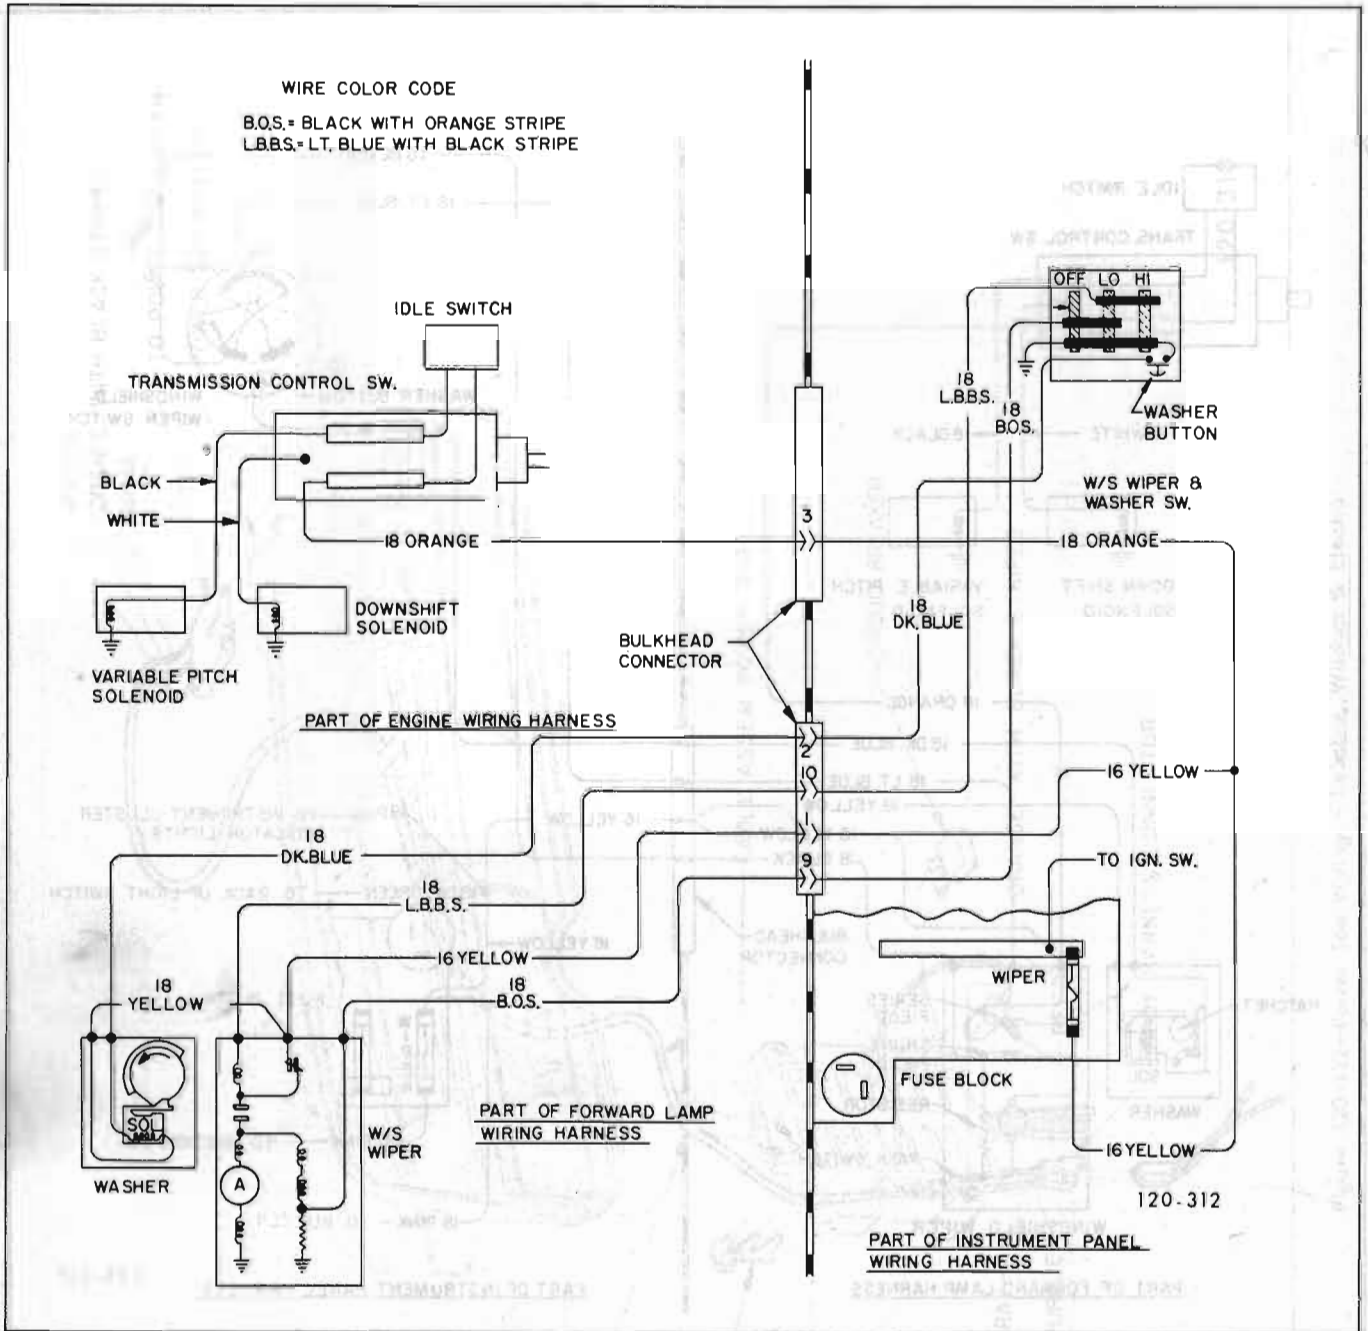 WIRE COLOR CODE
B.O.S.= BLACK WITH ORANGE STRIPE
L.B.B.S.= LT. BLUE WITH BLACK STRIPE
IDLE SWITCH
TRANSMISSION CONTROL SW.
BLACK
WHITE
18 ORANGE
VARIABLE PITCH
SOLENOID
DOWNSHIFT
SOLENOID
PART OF ENGINE WIRING HARNESS
BULKHEAD
CONNECTOR
3
2
10
1
9
OFF LO HI
18
L.B.B.S.
18
B.O.S.
WASHER
BUTTON
W/S WIPER &
WASHER SW.
18 ORANGE
18
DK. BLUE
16 YELLOW
TO IGN. SW.
WIPER
FUSE BLOCK
16 YELLOW
120-312
PART OF INSTRUMENT PANEL
WIRING HARNESS
18
DK. BLUE
18
L.B.B.S.
16 YELLOW
18
B.O.S.
18
YELLOW
SOL
WASHER
A
W/S
WIPER
PART OF FORWARD LAMP
WIRING HARNESS